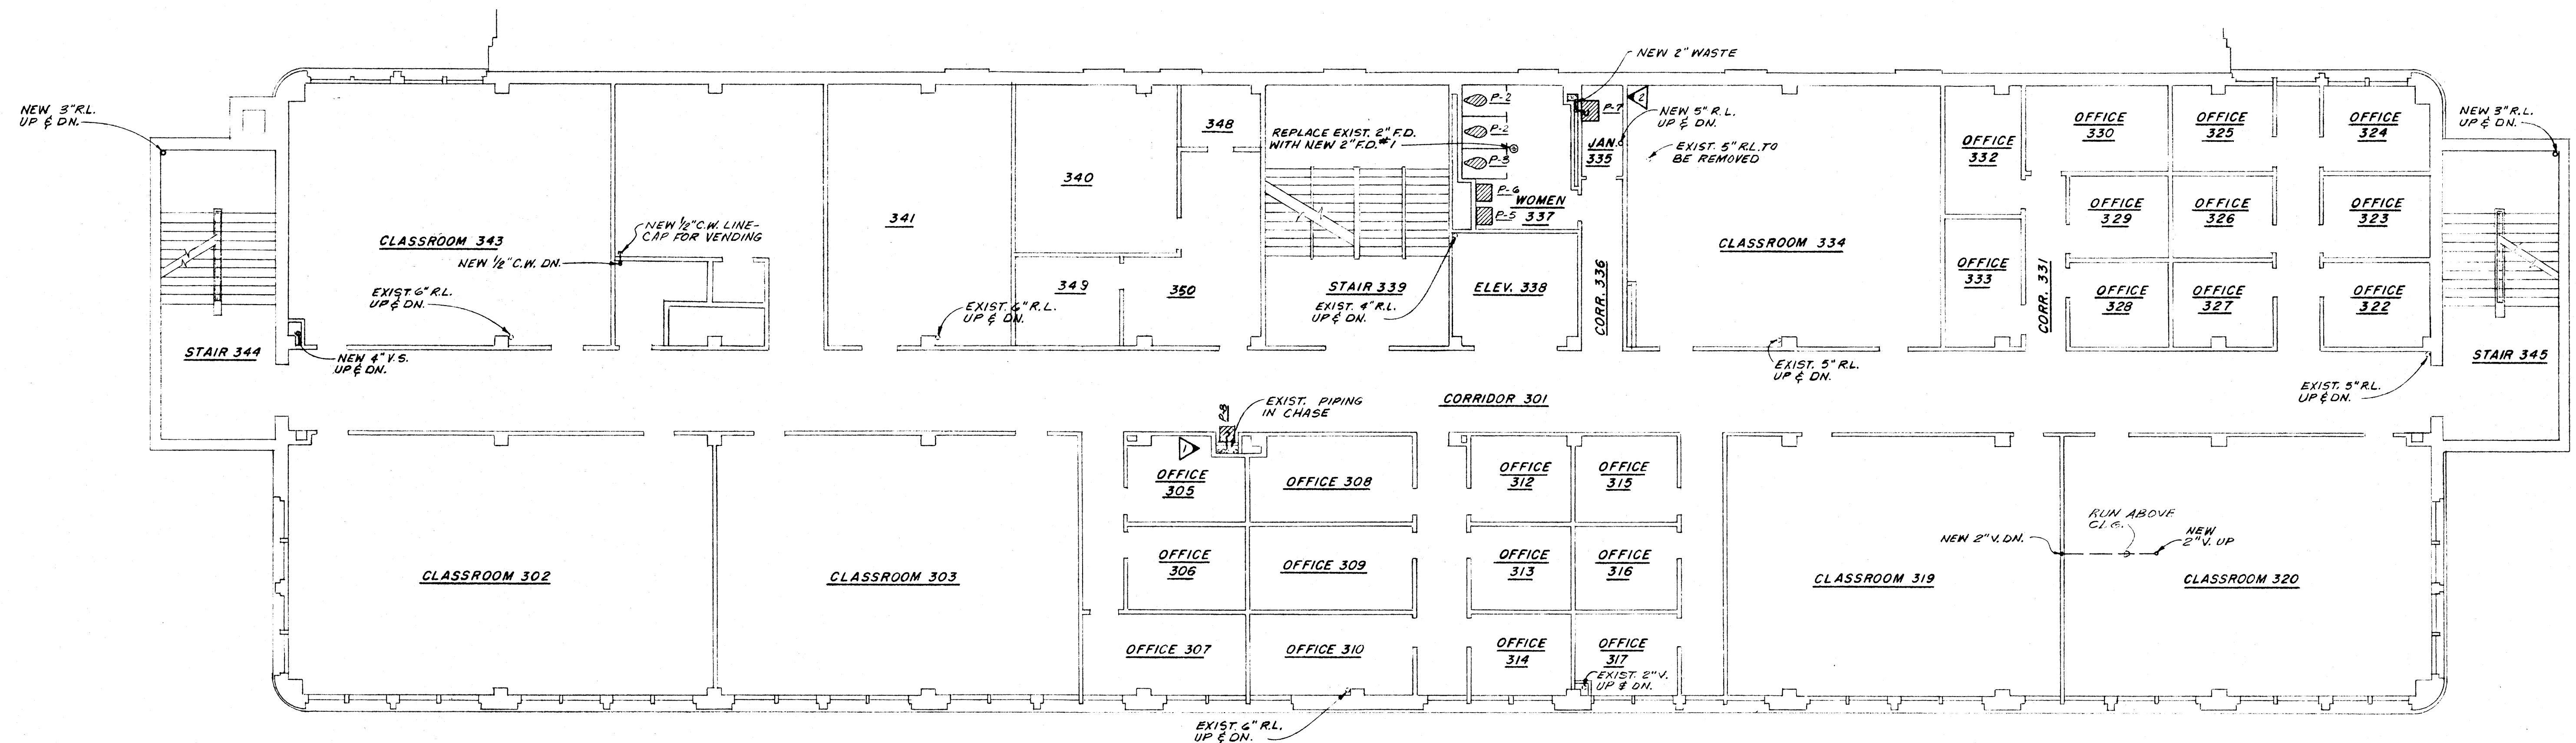 NEW 2" WASTE
NEW 3" R.L.
UP & DN.
P-2
P-2
P-3
REPLACE EXIST. 2" F.D.
WITH NEW 2" F.D. #1
P-7
2
NEW 5" R.L.
UP & DN.
JAN.
335
EXIST. 5" R.L. TO
BE REMOVED
NEW 3" R.L.
UP & DN.
348
340
341
P-6
P-5
WOMEN
337
OFFICE
332
OFFICE
330
OFFICE
325
OFFICE
324
OFFICE
329
OFFICE
326
OFFICE
323
CLASSROOM 343
NEW 1/2" C.W. LINE-
CAP FOR VENDING
NEW 1/2" C.W. DN.
CLASSROOM 334
OFFICE
333
CORR. 331
OFFICE
328
OFFICE
327
OFFICE
322
EXIST. 6" R.L.
UP & DN.
EXIST. 6" R.L.
UP & DN.
349
350
STAIR 339
EXIST. 4" R.L.
UP & DN.
ELEV. 338
CORR. 336
STAIR 344
NEW 4" V.S.
UP & DN.
EXIST. 5" R.L.
UP & DN.
EXIST. 5" R.L.
UP & DN.
STAIR 345
EXIST. PIPING
IN CHASE
CORRIDOR 301
1
OFFICE
305
OFFICE 308
OFFICE
312
OFFICE
315
RUN ABOVE
CLG.
NEW
2" V. UP
NEW 2" V. DN.
CLASSROOM 302
CLASSROOM 303
OFFICE
306
OFFICE 309
OFFICE
313
OFFICE
316
CLASSROOM 319
CLASSROOM 320
OFFICE 307
OFFICE 310
OFFICE
314
OFFICE
317
EXIST. 2" V.
UP & DN.
EXIST. 6" R.L.
UP & DN.